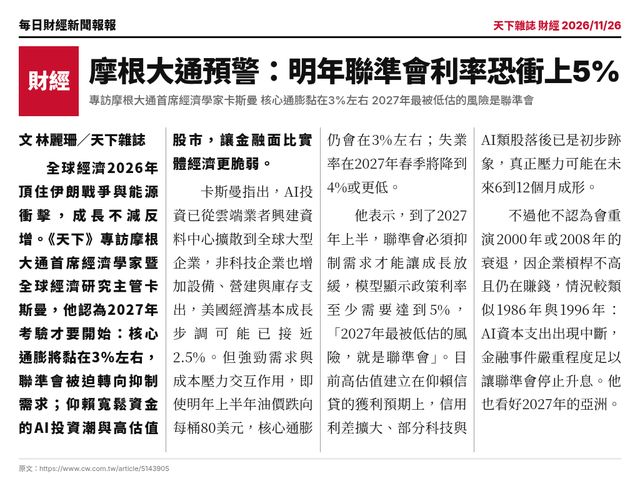 每日財經新聞報報
天下雜誌 財經 2026/11/26
財經
摩根大通預警：明年聯準會利率恐衝上5%
專訪摩根大通首席經濟學家卡斯曼 核心通膨黏在3%左右 2027年最被低估的風險是聯準會
文 林麗珊／天下雜誌
全球經濟2026年
頂住伊朗戰爭與能源
衝擊，成長不減反
增。《天下》專訪摩根
大通首席經濟學家暨
全球經濟研究主管卡
斯曼，他認為2027年
考驗才要開始：核心
通膨將黏在3%左右，
聯準會被迫轉向抑制
需求；仰賴寬鬆資金
的AI投資潮與高估值
股市，讓金融面比實
體經濟更脆弱。
卡斯曼指出，AI投
資已從雲端業者興建資
料中心擴散到全球大型
企業，非科技企業也增
加設備、營建與庫存支
出，美國經濟基本成長
步調可能已接近
2.5%。但強勁需求與
成本壓力交互作用，即
使明年上半年油價跌向
每桶80美元，核心通膨
仍會在3%左右；失業
率在2027年春季將降到
4%或更低。
他表示，到了2027
年上半，聯準會必須抑
制需求才能讓成長放
緩，模型顯示政策利率
至少需要達到5%，
「2027年最被低估的風
險，就是聯準會」。目
前高估值建立在仰賴信
貸的獲利預期上，信用
利差擴大、部分科技與
AI類股落後已是初步跡
象，真正壓力可能在未
來6到12個月成形。
不過他不認為會重
演2000年或2008年的
衰退，因企業槓桿不高
且仍在賺錢，情況較類
似1986年與1996年：
AI資本支出出現中斷，
金融事件嚴重程度足以
讓聯準會停止升息。他
也看好2027年的亞洲。
原文：https://www.cw.com.tw/article/5143905